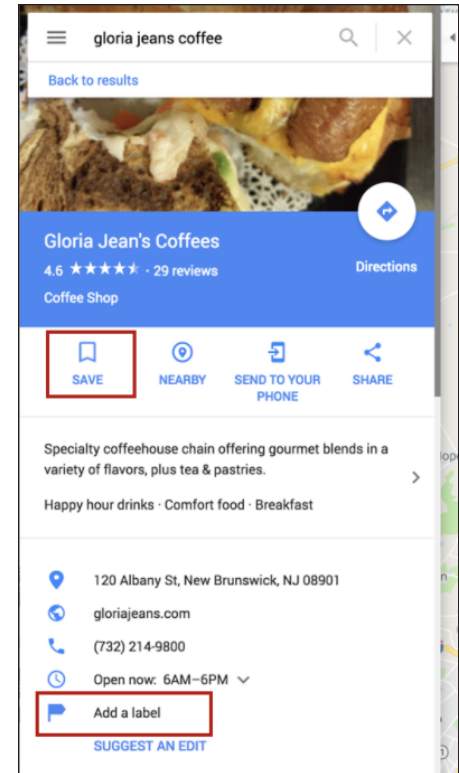 gloria jeans coffee
Back to results
Gloria Jean's Coffees
4.6 ★★★★★ · 29 reviews
Directions
Coffee Shop
SAVE
NEARBY
SEND TO YOUR
PHONE
SHARE
Specialty coffeehouse chain offering gourmet blends in a
variety of flavors, plus tea & pastries.
Happy hour drinks · Comfort food · Breakfast
120 Albany St, New Brunswick, NJ 08901
gloriajeans.com
(732) 214-9800
Open now: 6AM–6PM
Add a label
SUGGEST AN EDIT